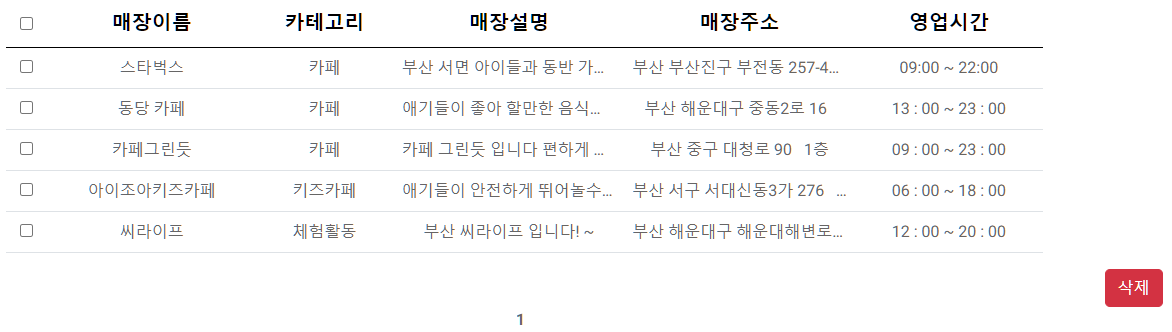 매장이름 카테고리 매장설명 매장주소 영업시간
스타벅스 카페 부산 서면 아이들과 동반 가... 부산 부산진구 부전동 257-4... 09:00 ~ 22:00
동당 카페 카페 애기들이 좋아 할만한 음식... 부산 해운대구 중동2로 16 13 : 00 ~ 23 : 00
카페그린듯 카페 카페 그린듯 입니다 편하게 ... 부산 중구 대청로 90 1층 09 : 00 ~ 23 : 00
아이조아키즈카페 키즈카페 애기들이 안전하게 뛰어놀수... 부산 서구 서대신동3가 276 ... 06 : 00 ~ 18 : 00
씨라이프 체험활동 부산 씨라이프 입니다! ~ 부산 해운대구 해운대해변로... 12 : 00 ~ 20 : 00
삭제
1